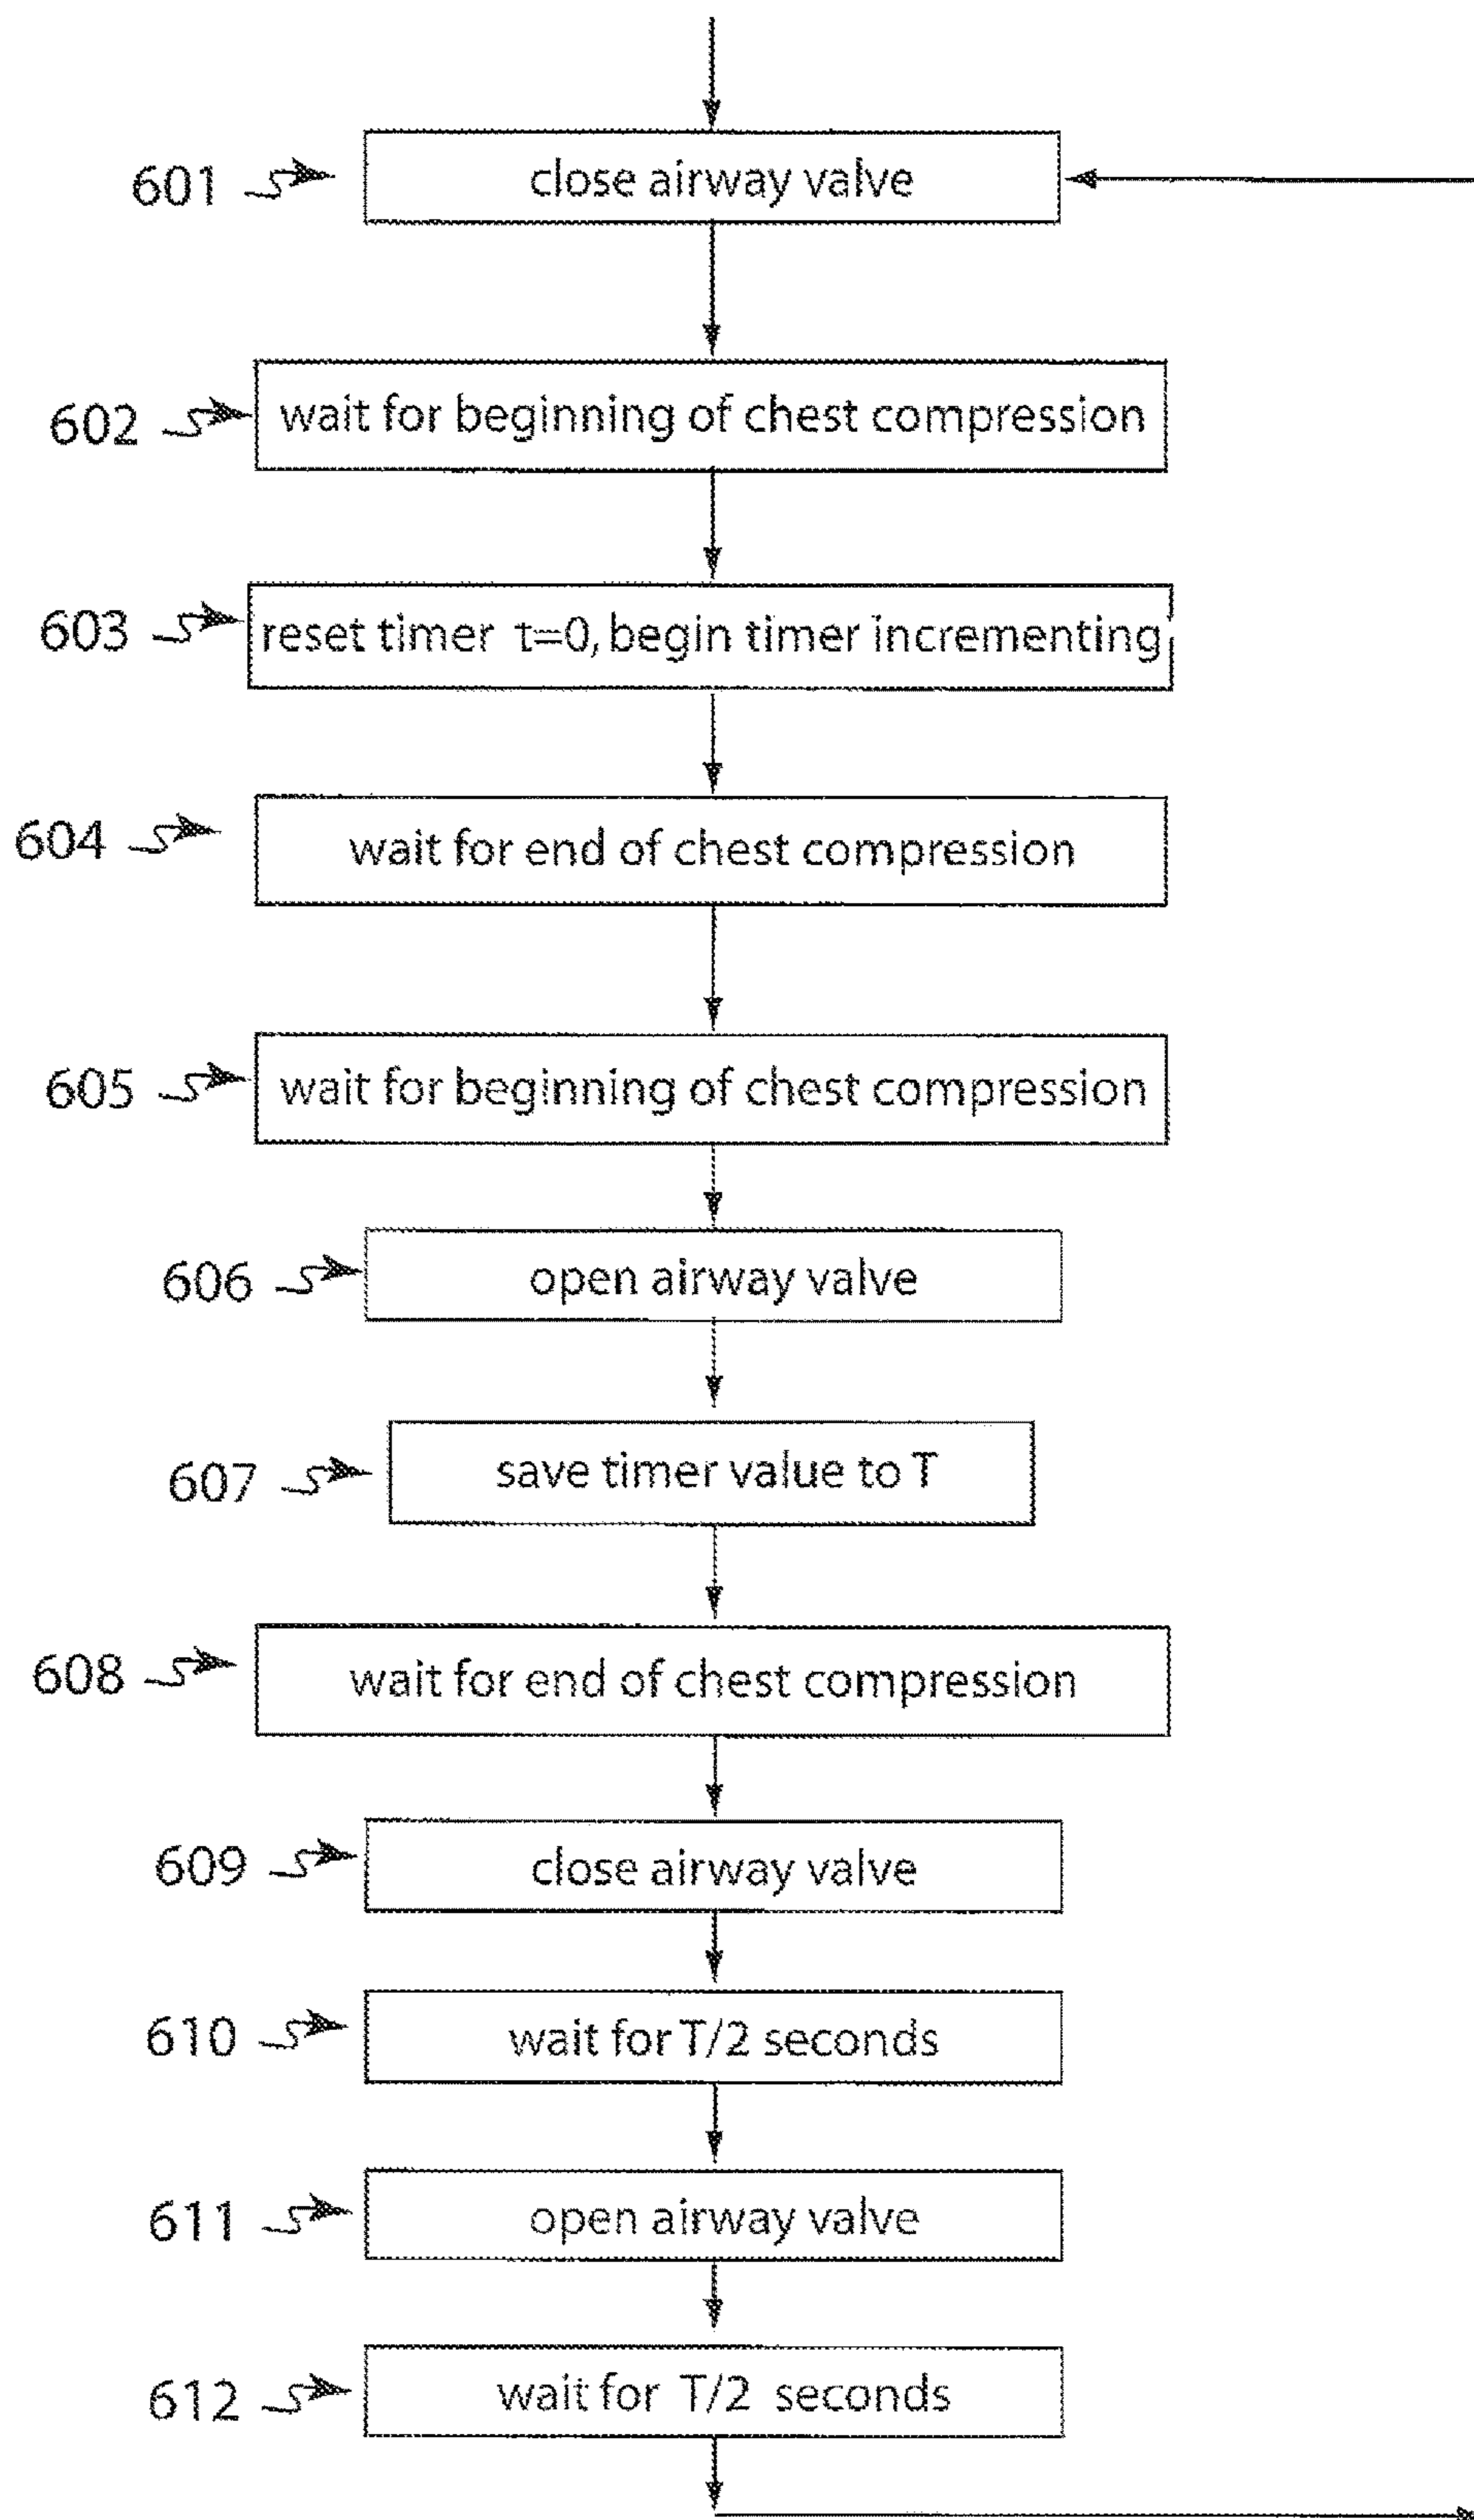 601 close airway valve
602 wait for beginning of chest compression
603 reset timer t=0, begin timer incrementing
604 wait for end of chest compression
605 wait for beginning of chest compression
606 open airway valve
607 save timer value to T
608 wait for end of chest compression
609 close airway valve
610 wait for T/2 seconds
611 open airway valve
612 wait for T/2 seconds